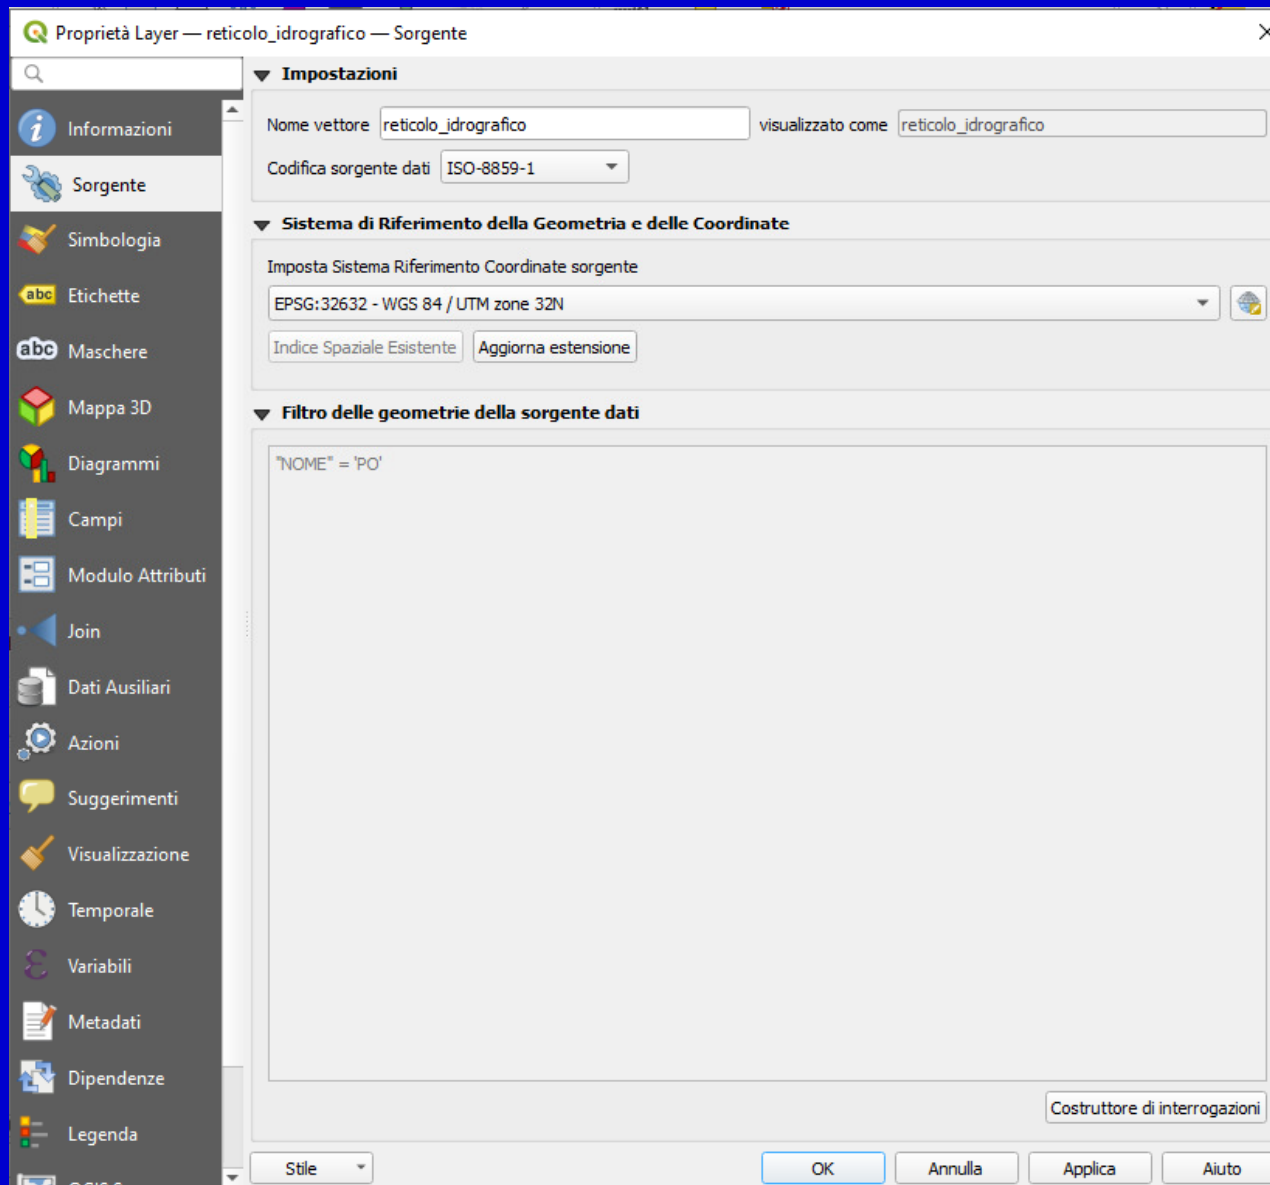 Proprietà Layer — reticolo_idrografico — Sorgente
Informazioni
Sorgente
Simbologia
abc Etichette
abc Maschere
Mappa 3D
Diagrammi
Campi
Modulo Attributi
Join
Dati Ausiliari
Azioni
Suggerimenti
Visualizzazione
Temporale
Variabili
Metadati
Dipendenze
Legenda
Impostazioni
Nome vettore reticolo_idrografico visualizzato come reticolo_idrografico
Codifica sorgente dati ISO-8859-1
Sistema di Riferimento della Geometria e delle Coordinate
Imposta Sistema Riferimento Coordinate sorgente
EPSG:32632 - WGS 84 / UTM zone 32N
Indice Spaziale Esistente Aggiorna estensione
Filtro delle geometrie della sorgente dati
"NOME" = 'PO'
Costruttore di interrogazioni
Stile OK Annulla Applica Aiuto